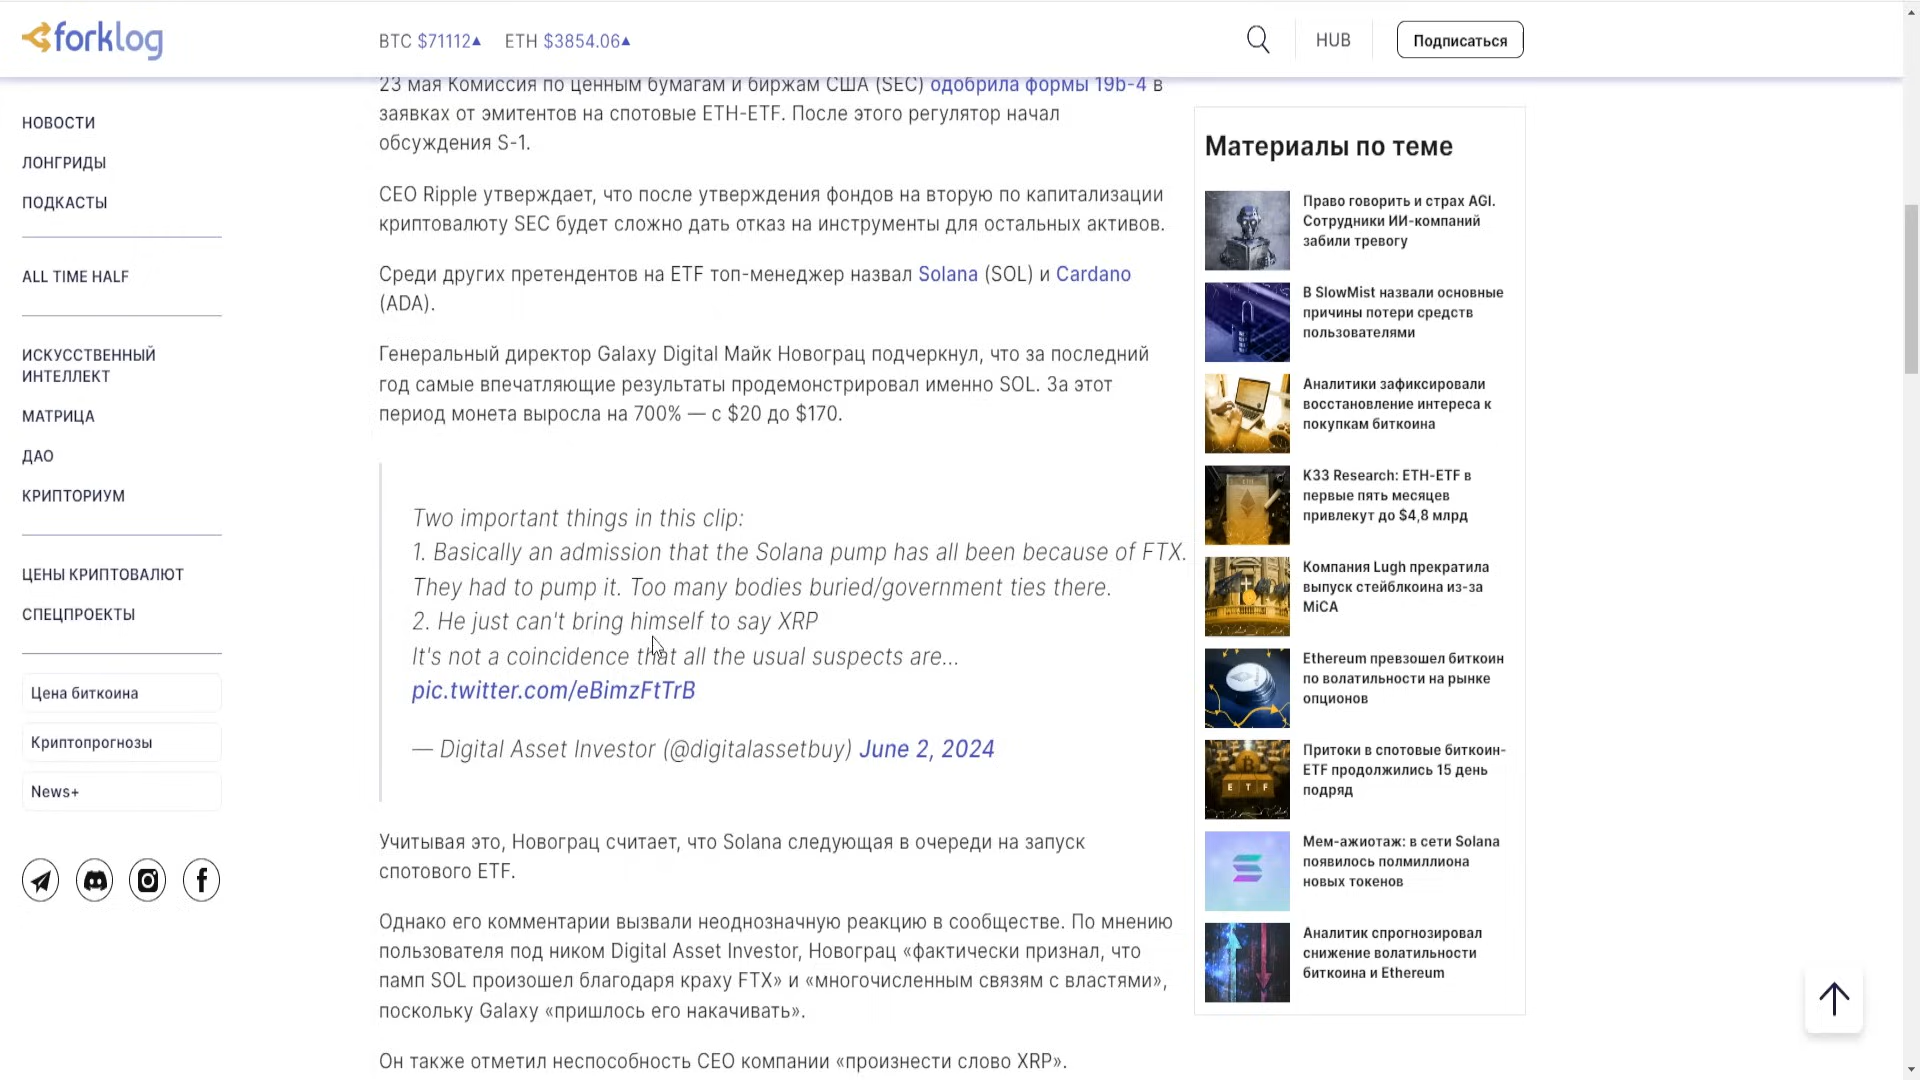 forklog
BTC $71112▲ ETH $3854.06▲
HUB
Подписаться
НОВОСТИ
ЛОНГРИДЫ
ПОДКАСТЫ
ALL TIME HALF
ИСКУССТВЕННЫЙ
ИНТЕЛЛЕКТ
МАТРИЦА
ДАО
КРИПТОРИУМ
ЦЕНЫ КРИПТОВАЛЮТ
СПЕЦПРОЕКТЫ
Цена биткоина
Криптопрогнозы
News+
23 мая Комиссия по ценным бумагам и биржам США (SEC) одобрила формы 19b-4 в
заявках от эмитентов на спотовые ETH-ETF. После этого регулятор начал
обсуждения S-1.
CEO Ripple утверждает, что после утверждения фондов на вторую по капитализации
криптовалюту SEC будет сложно дать отказ на инструменты для остальных активов.
Среди других претендентов на ETF топ-менеджер назвал Solana (SOL) и Cardano
(ADA).
Генеральный директор Galaxy Digital Майк Новограц подчеркнул, что за последний
год самые впечатляющие результаты продемонстрировал именно SOL. За этот
период монета выросла на 700% — с $20 до $170.
Two important things in this clip:
1. Basically an admission that the Solana pump has all been because of FTX.
They had to pump it. Too many bodies buried/government ties there.
2. He just can't bring himself to say XRP
It's not a coincidence that all the usual suspects are…
pic.twitter.com/eBimzFtTrB
— Digital Asset Investor (@digitalassetbuy) June 2, 2024
Учитывая это, Новограц считает, что Solana следующая в очереди на запуск
спотового ETF.
Однако его комментарии вызвали неоднозначную реакцию в сообществе. По мнению
пользователя под ником Digital Asset Investor, Новограц «фактически признал, что
памп SOL произошел благодаря краху FTX» и «многочисленным связям с властями»,
поскольку Galaxy «пришлось его накачивать».
Он также отметил неспособность CEO компании «произнести слово XRP».
Материалы по теме
Право говорить и страх AGI.
Сотрудники ИИ-компаний
забили тревогу
В SlowMist назвали основные
причины потери средств
пользователями
Аналитики зафиксировали
восстановление интереса к
покупкам биткоина
K33 Research: ETH-ETF в
первые пять месяцев
привлекут до $4,8 млрд
Компания Lugh прекратила
выпуск стейблкоина из-за
MiCA
Ethereum превзошел биткоин
по волатильности на рынке
опционов
ETF
Притоки в спотовые биткоин-
ETF продолжились 15 день
подряд
Мем-ажиотаж: в сети Solana
появилось полмиллиона
новых токенов
Аналитик спрогнозировал
снижение волатильности
биткоина и Ethereum